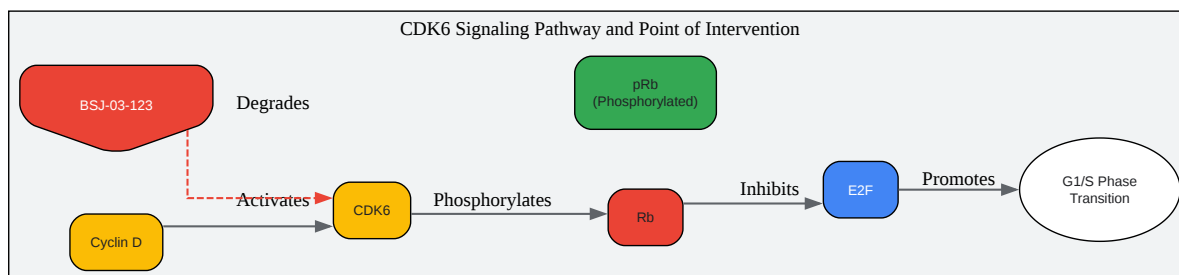 CDK6 Signaling Pathway and Point of Intervention
BSJ-03-123
Degrades
pRb
(Phosphorylated)
Activates
Cyclin D
CDK6
Phosphorylates
Rb
Inhibits
E2F
Promotes
G1/S Phase
Transition